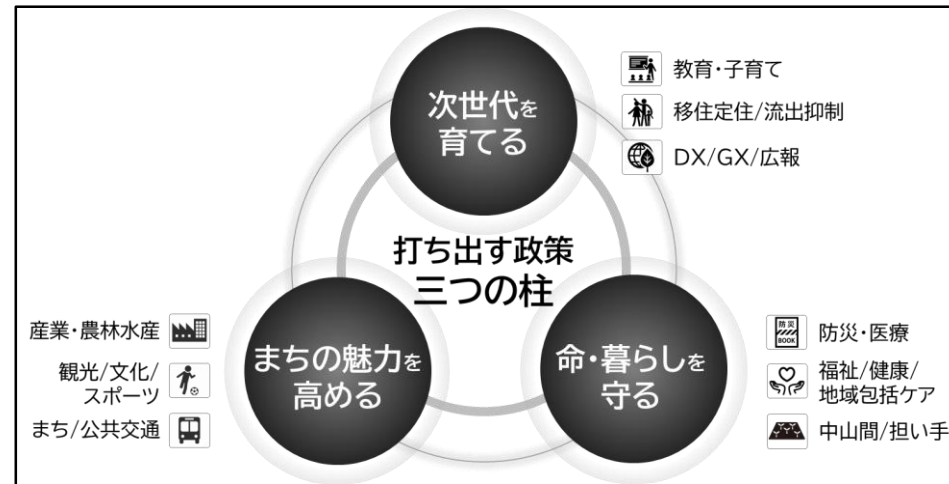 次世代を
育てる
教育・子育て
移住定住/流出抑制
DX/GX/広報
打ち出す政策
三つの柱
まちの魅力を
高める
産業・農林水産
観光/文化/
スポーツ
まち/公共交通
命・暮らしを
守る
防災
BOOK
防災・医療
福祉/健康/
地域包括ケア
中山間/担い手